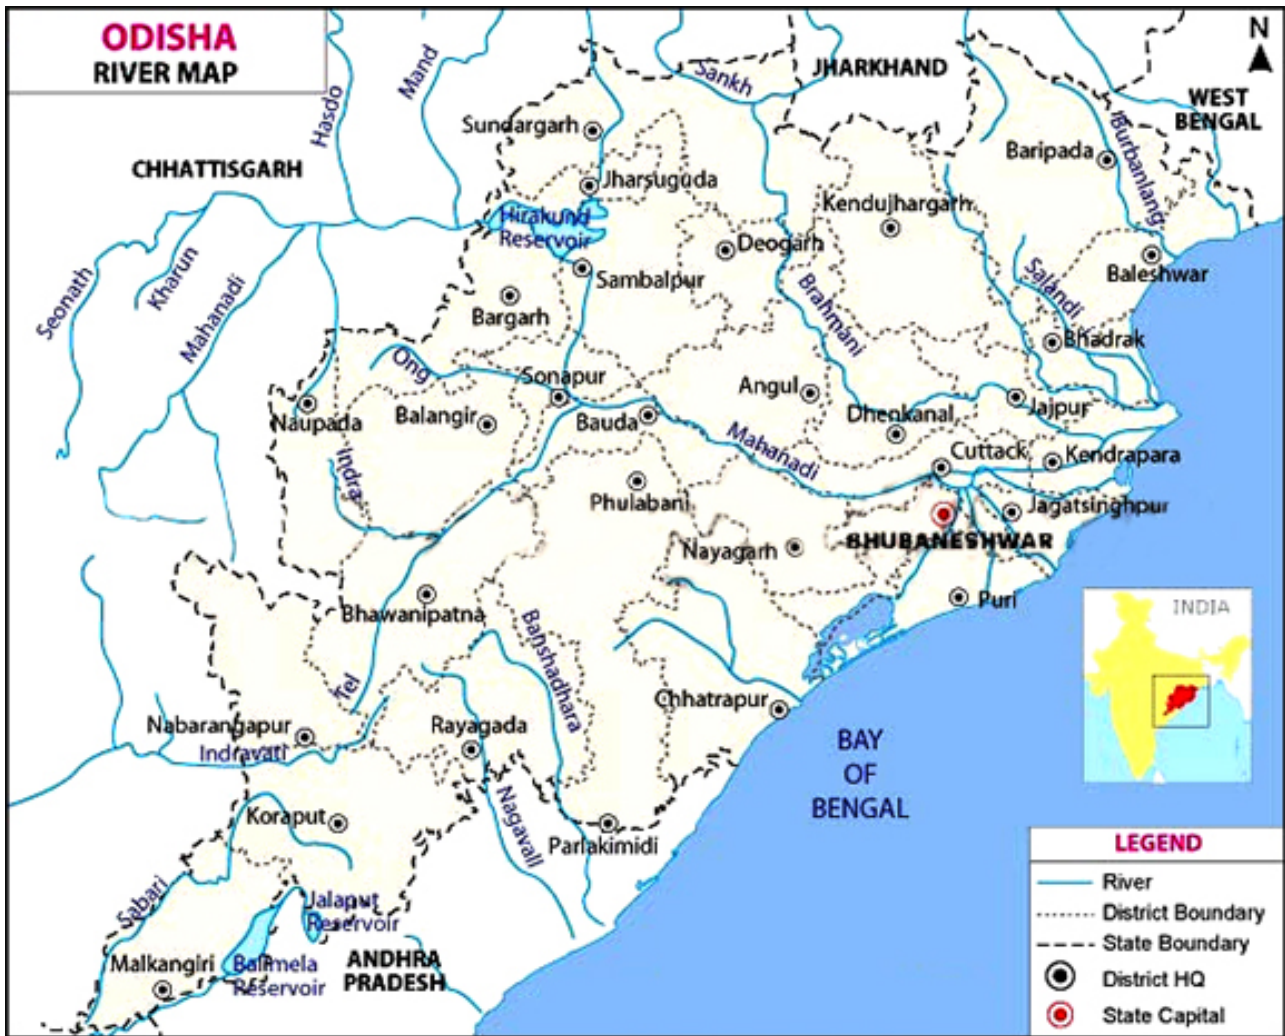 ODISHA
RIVER MAP
N
Hasdo
Mand
Sankh
JHARKHAND
WEST
BENGAL
Burbanlang
Sundargarh
Baripada
CHHATTISGARH
Jharsuguda
Kendujhargarh
Hirakund
Reservoir
Deogarh
Baleshwar
Seonath
Kharun
Mahanadi
Sambalpur
Salandi
Brahmani
Bargarh
Bhadrak
Ong
Sonapur
Angul
Naupada
Balangir
Bauda
Dhenkanal
Jajpur
Mahanadi
Cuttack
Kendrapara
Indra
Phulabani
Jagatsinghpur
Nayagarh
BHUBANESHWAR
Bhawanipatna
Puri
INDIA
Banshadhara
Tel
Chhatrapur
Nabarangapur
Rayagada
Indravati
BAY
OF
BENGAL
Nagavall
Koraput
Parlakimidi
Sabari
Jalaput
Reservoir
Malkangiri
Balimela
Reservoir
ANDHRA
PRADESH
LEGEND
River
District Boundary
State Boundary
District HQ
State Capital